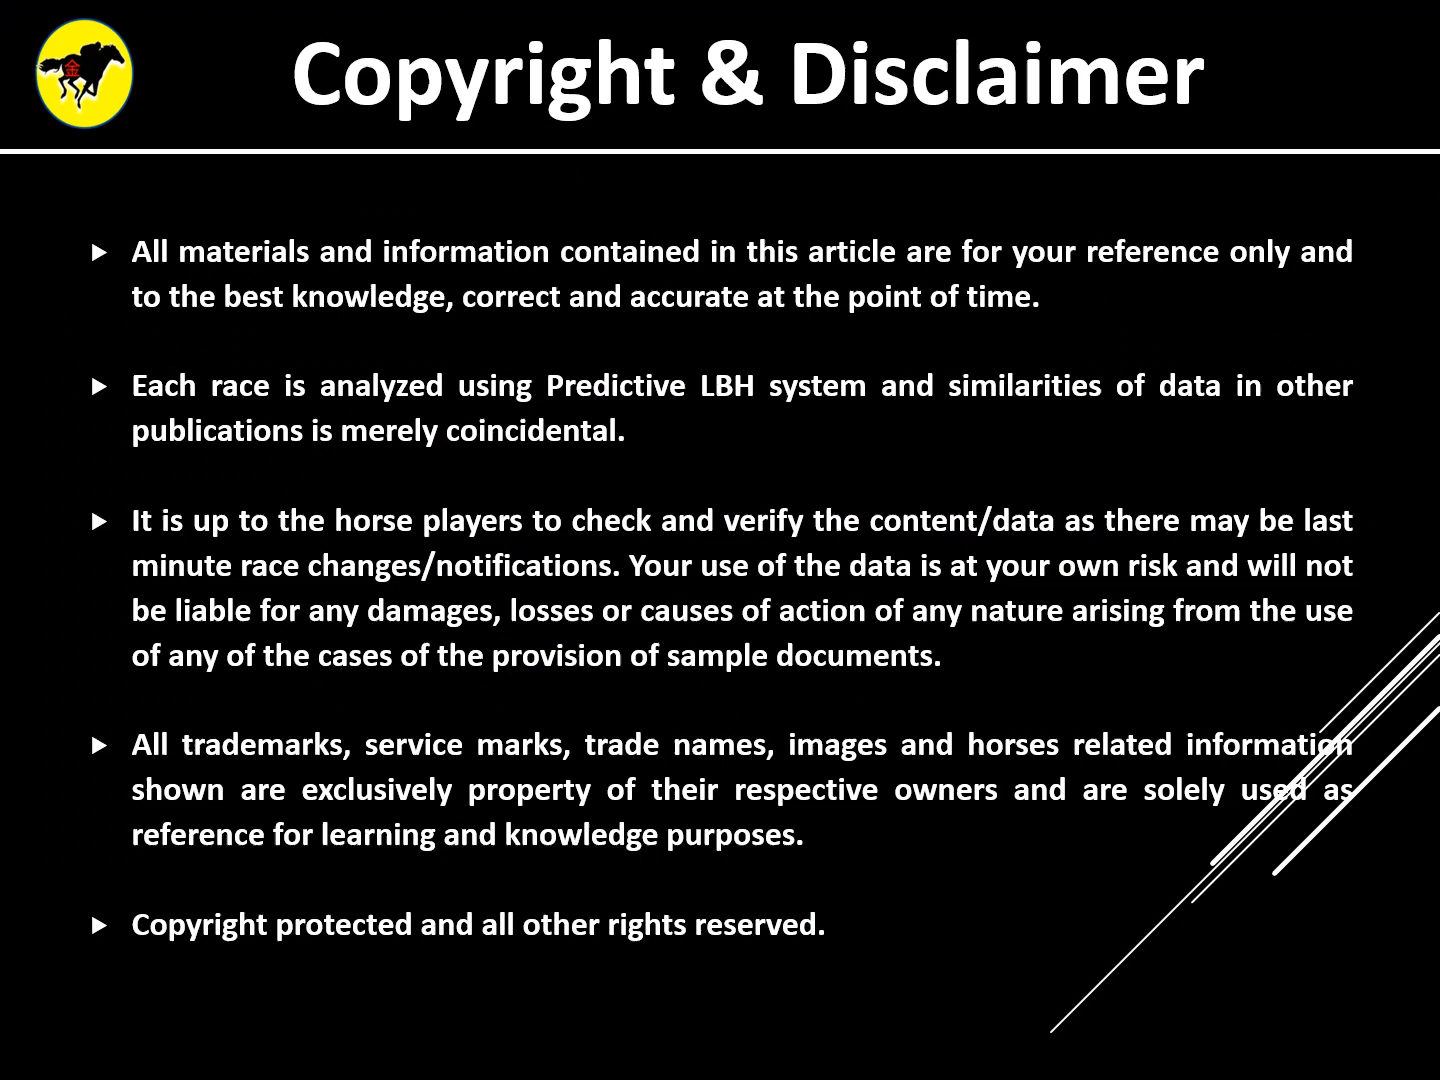 金
Copyright & Disclaimer
All materials and information contained in this article are for your reference only and
to the best knowledge, correct and accurate at the point of time.
Each race is analyzed using Predictive LBH system and similarities of data in other
publications is merely coincidental.
It is up to the horse players to check and verify the content/data as there may be last
minute race changes/notifications. Your use of the data is at your own risk and will not
be liable for any damages, losses or causes of action of any nature arising from the use
of any of the cases of the provision of sample documents.
All trademarks, service marks, trade names, images and horses related information
shown are exclusively property of their respective owners and are solely used as
reference for learning and knowledge purposes.
Copyright protected and all other rights reserved.